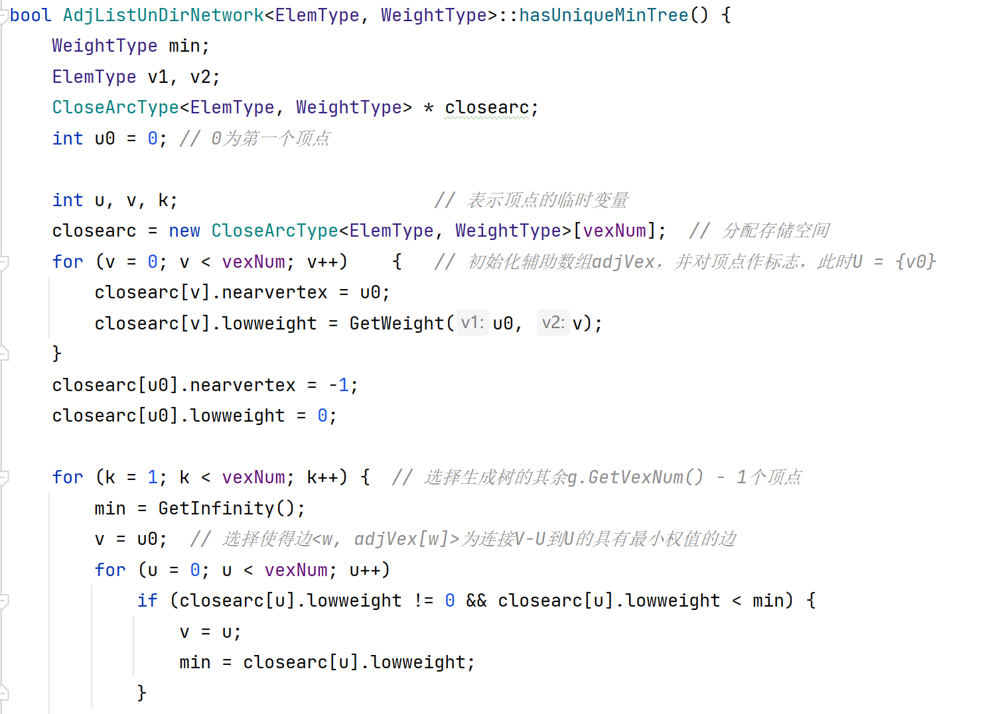 bool AdjListUnDirNetwork<ElemType, WeightType>::hasUniqueMinTree() {
    WeightType min;
    ElemType v1, v2;
    CloseArcType<ElemType, WeightType> * closearc;
    int u0 = 0; // 0为第一个顶点
    int u, v, k;                        // 表示顶点的临时变量
    closearc = new CloseArcType<ElemType, WeightType>[vexNum];  // 分配存储空间
    for (v = 0; v < vexNum; v++)    {   // 初始化辅助数组adjVex，并对顶点作标志，此时U = {v0}
        closearc[v].nearvertex = u0;
        closearc[v].lowweight = GetWeight( v1: u0,  v2: v);
    }
    closearc[u0].nearvertex = -1;
    closearc[u0].lowweight = 0;
    for (k = 1; k < vexNum; k++) {  // 选择生成树的其余g.GetVexNum() - 1个顶点
        min = GetInfinity();
        v = u0;  // 选择使得边<w, adjVex[w]>为连接V-U到U的具有最小权值的边
        for (u = 0; u < vexNum; u++)
            if (closearc[u].lowweight != 0 && closearc[u].lowweight < min) {
                v = u;
                min = closearc[u].lowweight;
            }